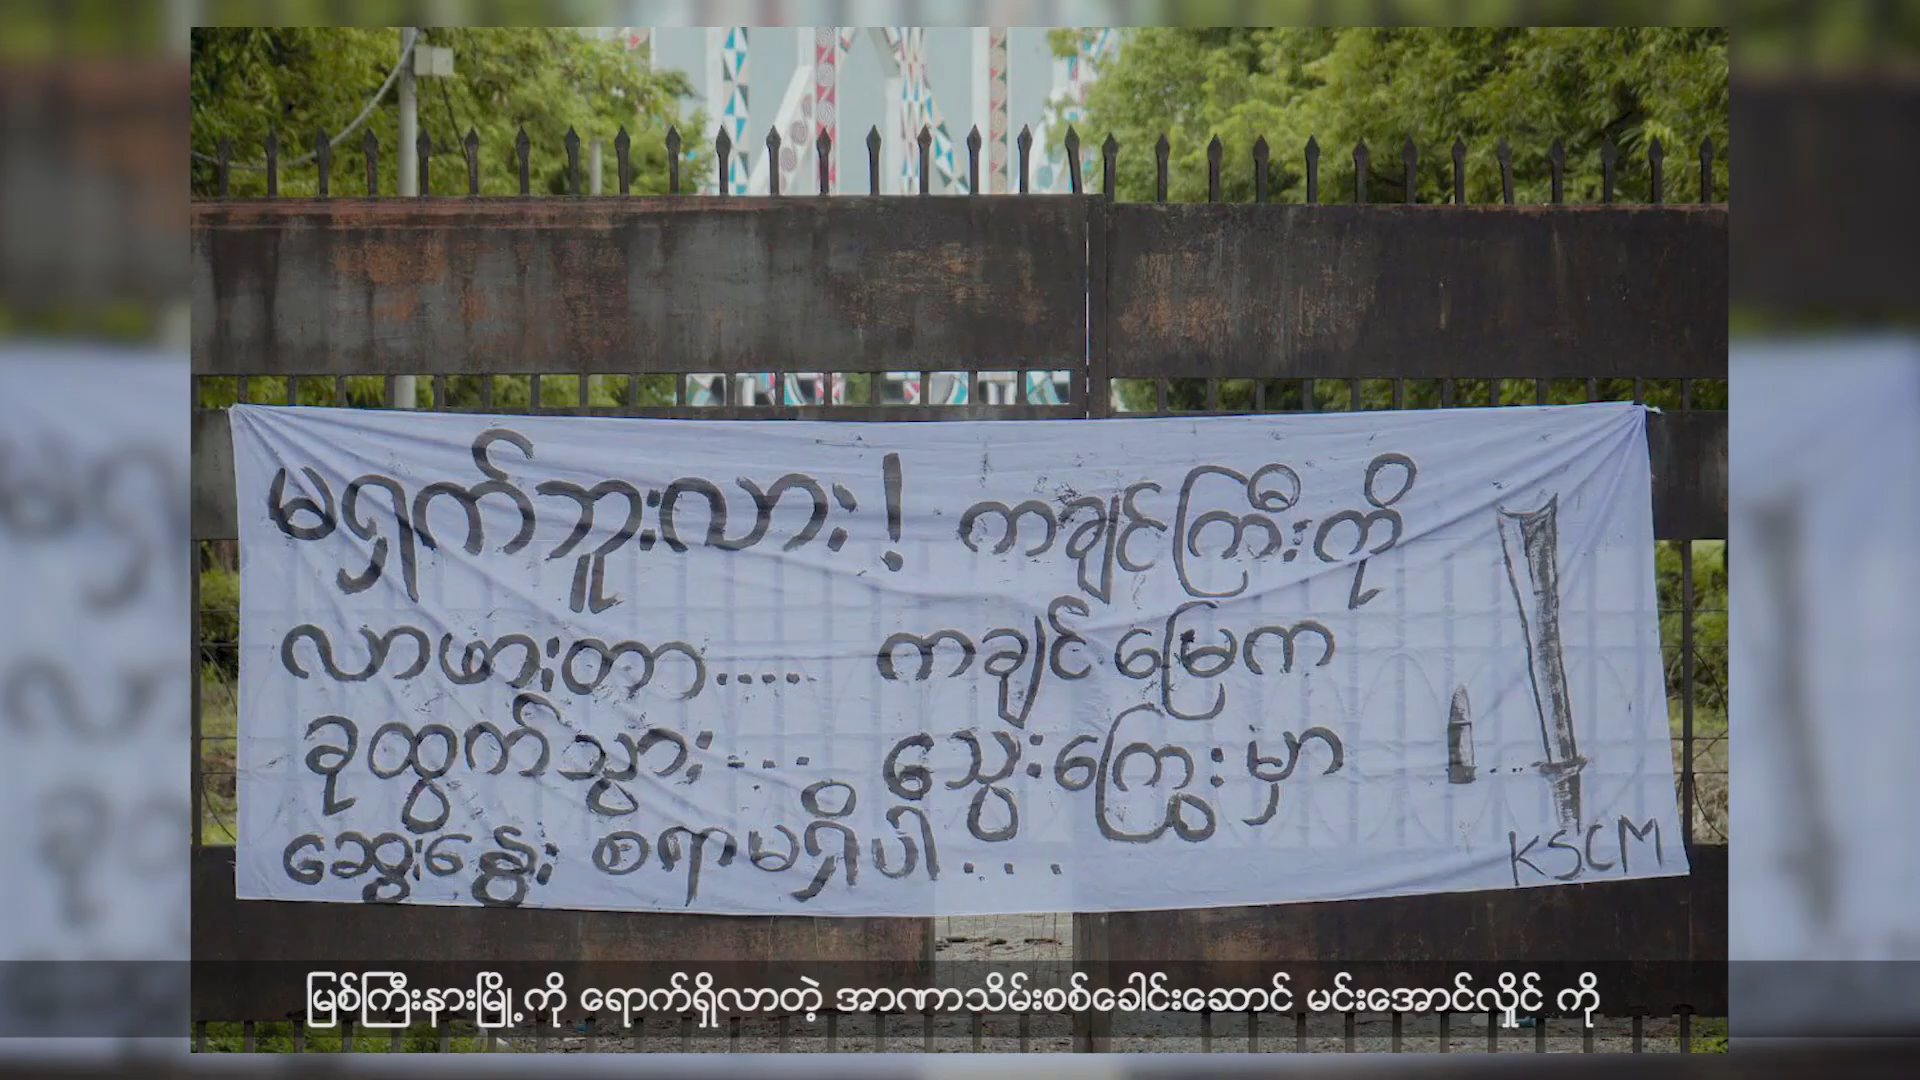 မရှက်ဘူးလား! ကချင်ကြီးကို
လာဖားတာ.... ကချင်မြေက
ခုထွက်သွား.... သွေးကြွေးမှာ
ဆွေးနွေး စရာမရှိပါ....
KSCM
မြစ်ကြီးနားမြို့ကို ရောက်ရှိလာတဲ့ အာဏာသိမ်းစစ်ခေါင်းဆောင် မင်းအောင်လှိုင် ကို